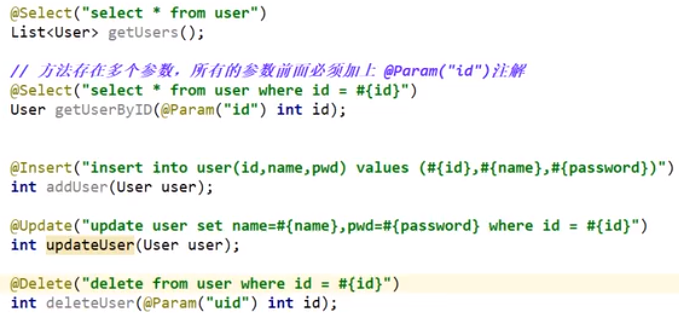 @Select("select * from user")
List<User> getUsers();
// 方法存在多个参数，所有的参数前面必须加上 @Param("id")注解
@Select("select * from user where id = #{id}")
User getUserByID(@Param("id") int id);
@Insert("insert into user(id,name,pwd) values (#{id},#{name},#{password})")
int addUser(User user);
@Update("update user set name=#{name},pwd=#{password} where id = #{id}")
int updateUser(User user);
@Delete("delete from user where id = #{id}")
int deleteUser(@Param("uid") int id);